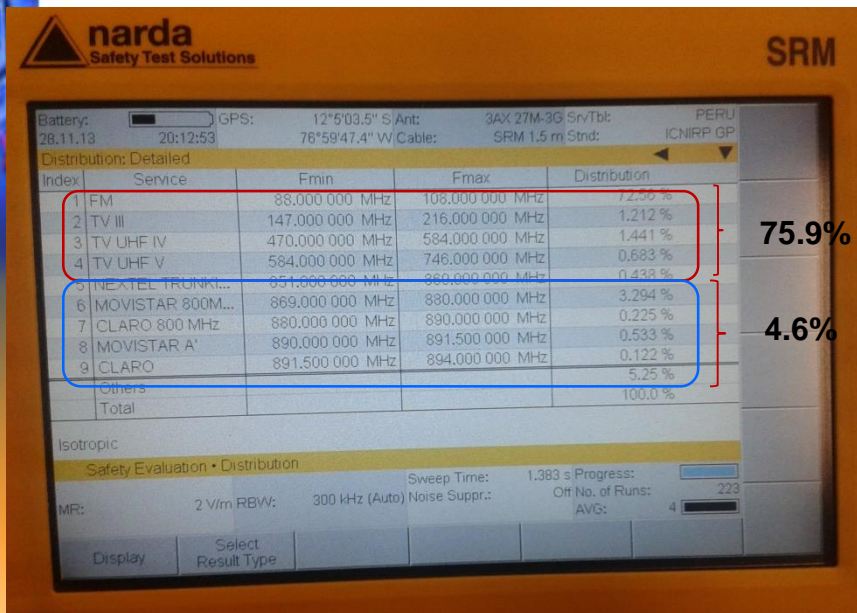 narda
Safety Test Solutions
SRM
Battery: GPS: 12°5'03.5" S Ant: 3AX 27M-3G SrvTbl: PERU
28.11.13 20:12:53 76°59'47.4" W Cable: SRM 1.5 m Stnd: ICNIRP GP
Distribution: Detailed
Index Service Fmin Fmax Distribution
1 FM 88.000 000 MHz 108.000 000 MHz 72.56 %
2 TV III 147.000 000 MHz 216.000 000 MHz 1.212 %
3 TV UHF IV 470.000 000 MHz 584.000 000 MHz 1.441 %
4 TV UHF V 584.000 000 MHz 746.000 000 MHz 0.683 %
75.9%
5 NEXTEL TRUNKI... 851.000 000 MHz 869.000 000 MHz 0.438 %
6 MOVISTAR 800M... 869.000 000 MHz 880.000 000 MHz 3.294 %
7 CLARO 800 MHz 880.000 000 MHz 890.000 000 MHz 0.225 %
8 MOVISTAR A' 890.000 000 MHz 891.500 000 MHz 0.533 %
9 CLARO 891.500 000 MHz 894.000 000 MHz 0.122 %
4.6%
Others 5.25 %
Total 100.0 %
Isotropic
Safety Evaluation • Distribution
Sweep Time: 1.383 s Progress:
MR: 2 V/m RBW: 300 kHz (Auto) Noise Suppr.: Off No. of Runs: 223
AVG: 4
Display Select Result Type